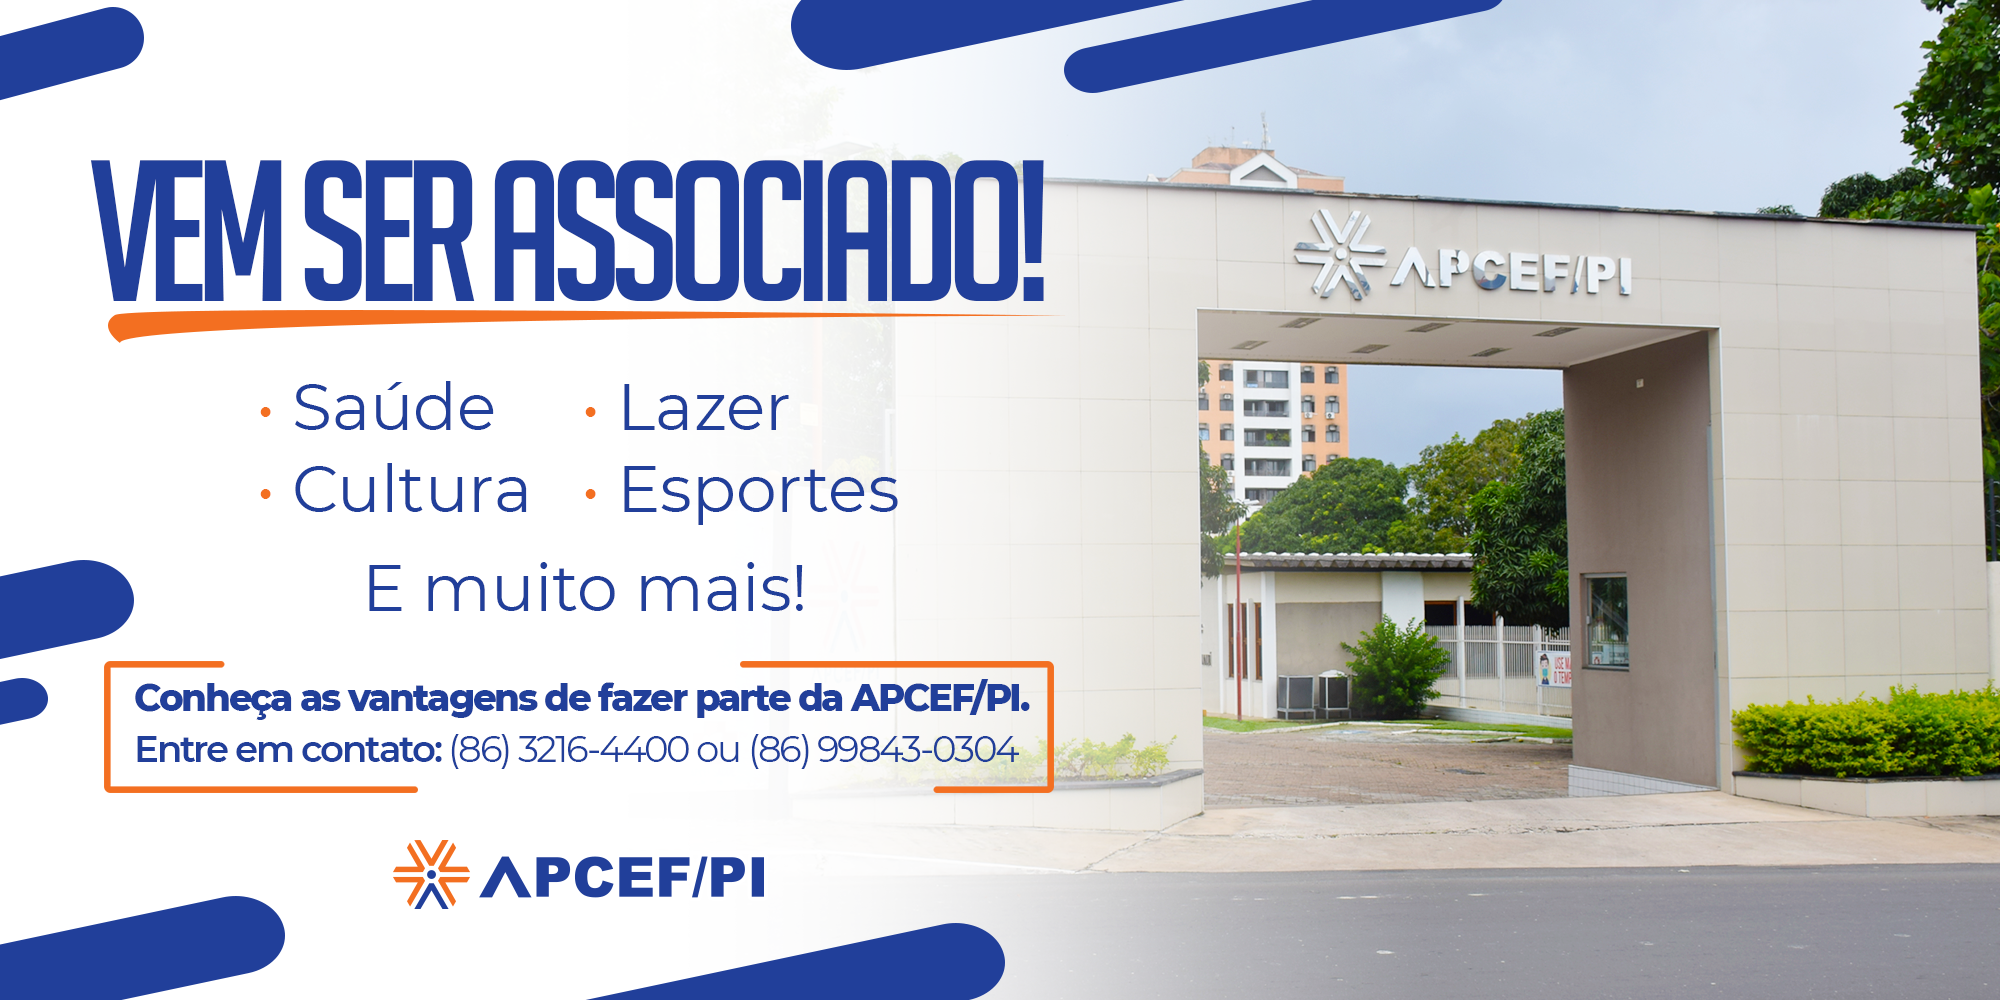 VEM SER ASSOCIADO!
• Saúde • Lazer
• Cultura • Esportes
E muito mais!
Conheça as vantagens de fazer parte da APCEF/PI.
Entre em contato: (86) 3216-4400 ou (86) 99843-0304
APCEF/PI
APCEF/PI
USE